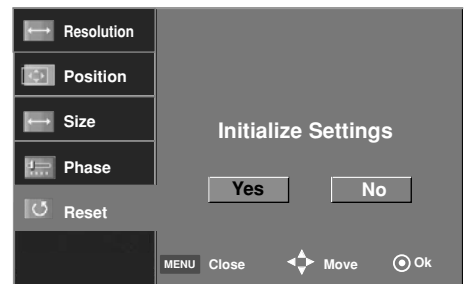 Resolution
Position
Size
Phase
Reset
Initialize Settings
Yes No
MENU Close Move Ok